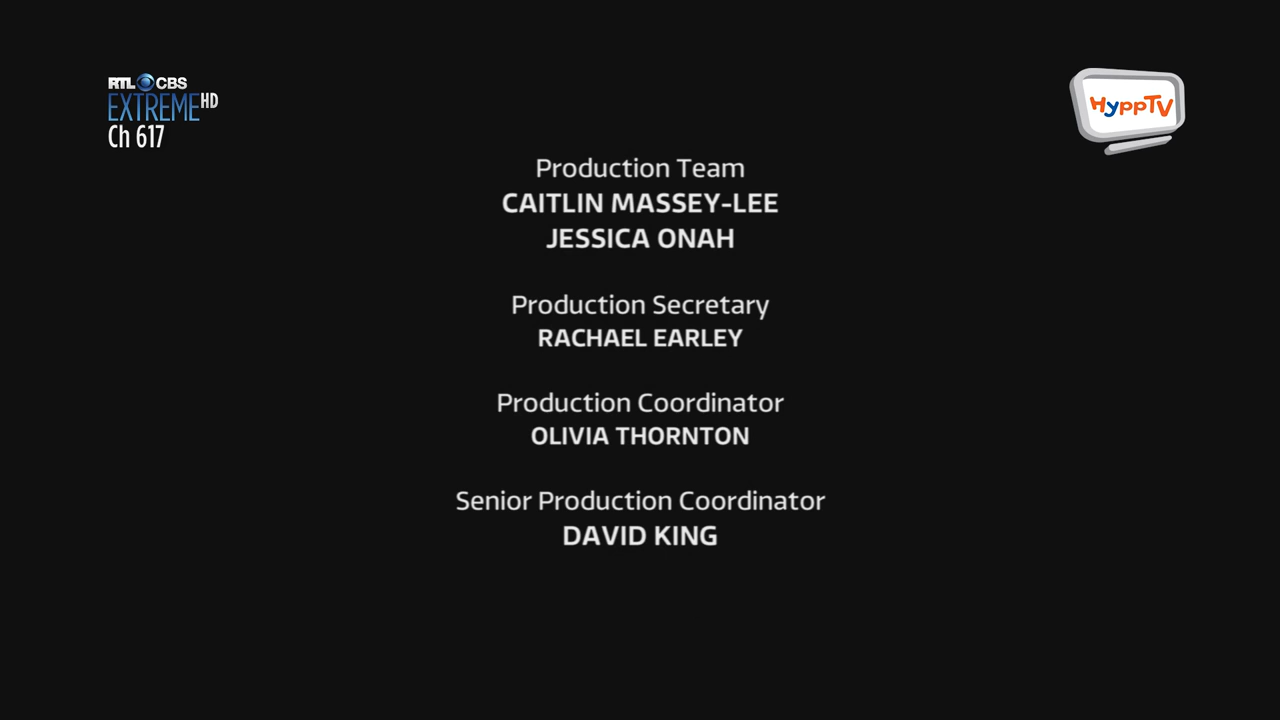 RTL CBS
EXTREME HD
Ch 617
HyppTV
Production Team
CAITLIN MASSEY-LEE
JESSICA ONAH
Production Secretary
RACHAEL EARLEY
Production Coordinator
OLIVIA THORNTON
Senior Production Coordinator
DAVID KING